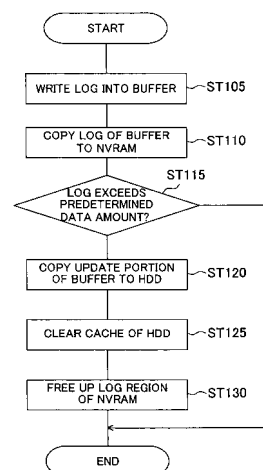 START
WRITE LOG INTO BUFFER
ST105
COPY LOG OF BUFFER
TO NVRAM
ST110
ST115
LOG EXCEEDS
PREDETERMINED
DATA AMOUNT?
COPY UPDATE PORTION
OF BUFFER TO HDD
ST120
CLEAR CACHE OF HDD
ST125
FREE UP LOG REGION
OF NVRAM
ST130
END